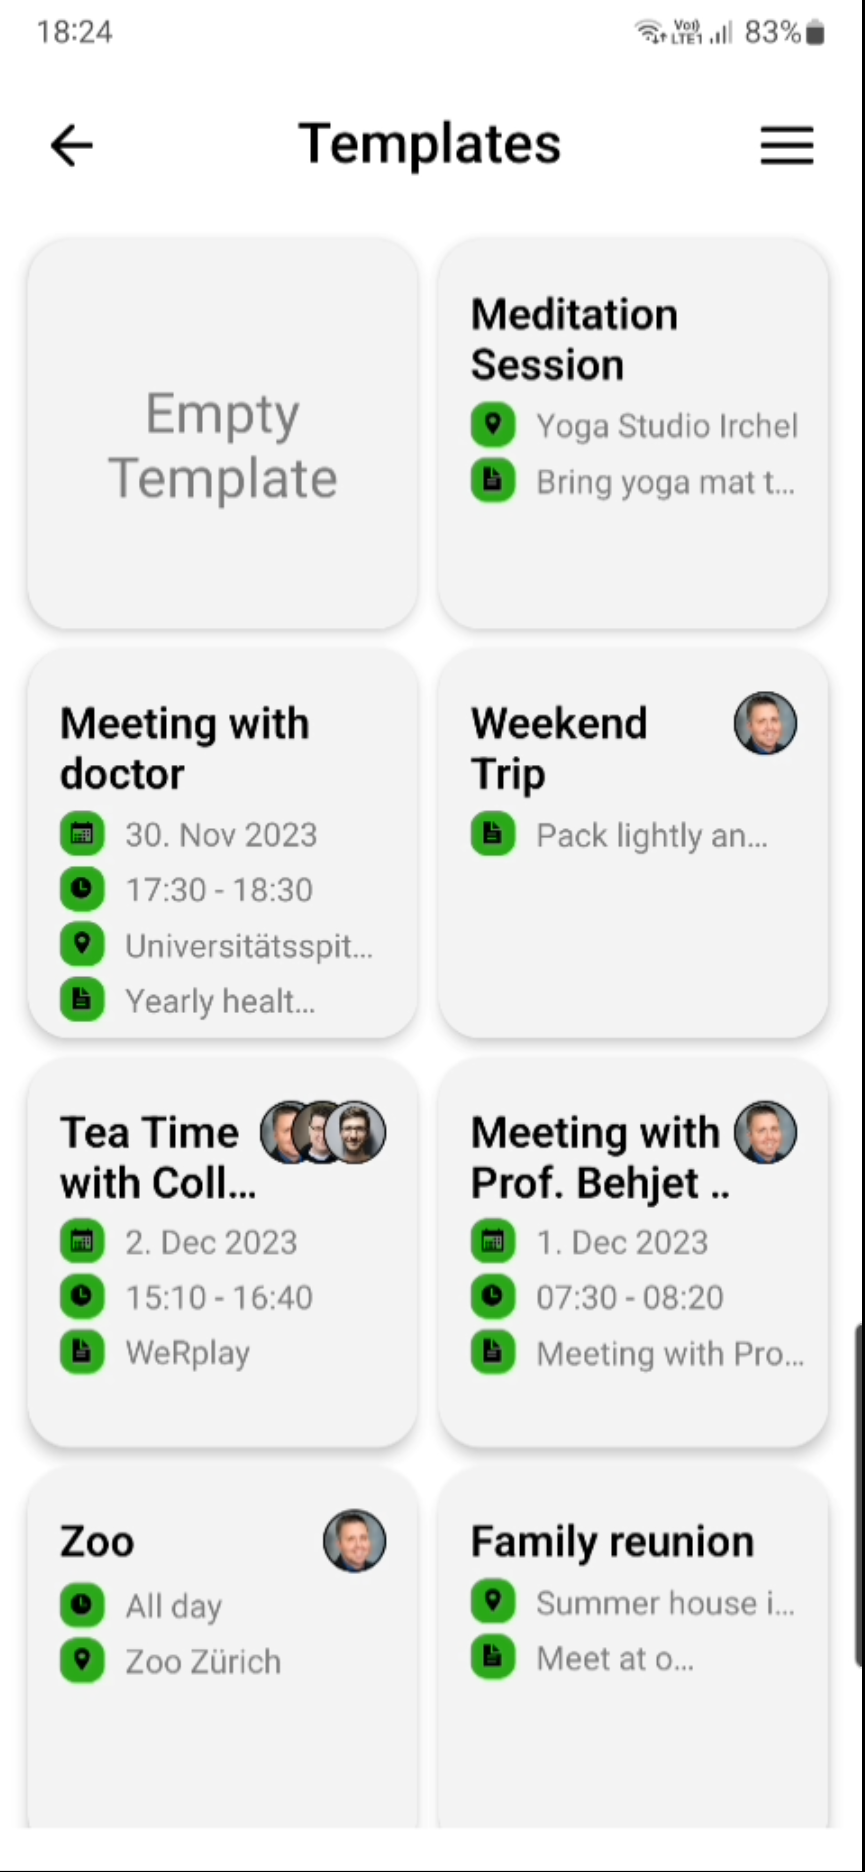 18:24
Vo))
LTE1
83%
Templates
Empty
Template
Meditation
Session
Yoga Studio Irchel
Bring yoga mat t...
Meeting with
doctor
30. Nov 2023
17:30 - 18:30
Universitätsspit...
Yearly healt...
Weekend
Trip
Pack lightly an...
Tea Time
with Coll...
2. Dec 2023
15:10 - 16:40
WeRplay
Meeting with
Prof. Behjet ..
1. Dec 2023
07:30 - 08:20
Meeting with Pro...
Zoo
All day
Zoo Zürich
Family reunion
Summer house i...
Meet at o...